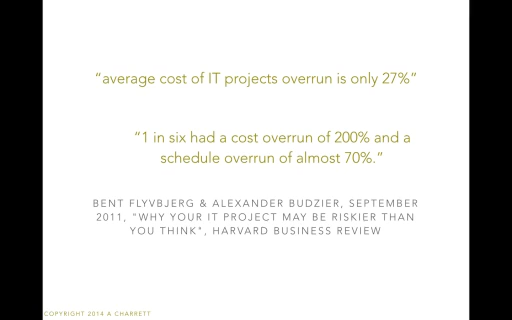 “average cost of IT projects overrun is only 27%”
“1 in six had a cost overrun of 200% and a
schedule overrun of almost 70%.”
BENT FLYVBJERG & ALEXANDER BUDZIER, SEPTEMBER
2011, "WHY YOUR IT PROJECT MAY BE RISKIER THAN
YOU THINK", HARVARD BUSINESS REVIEW
COPYRIGHT 2014 A CHARRETT